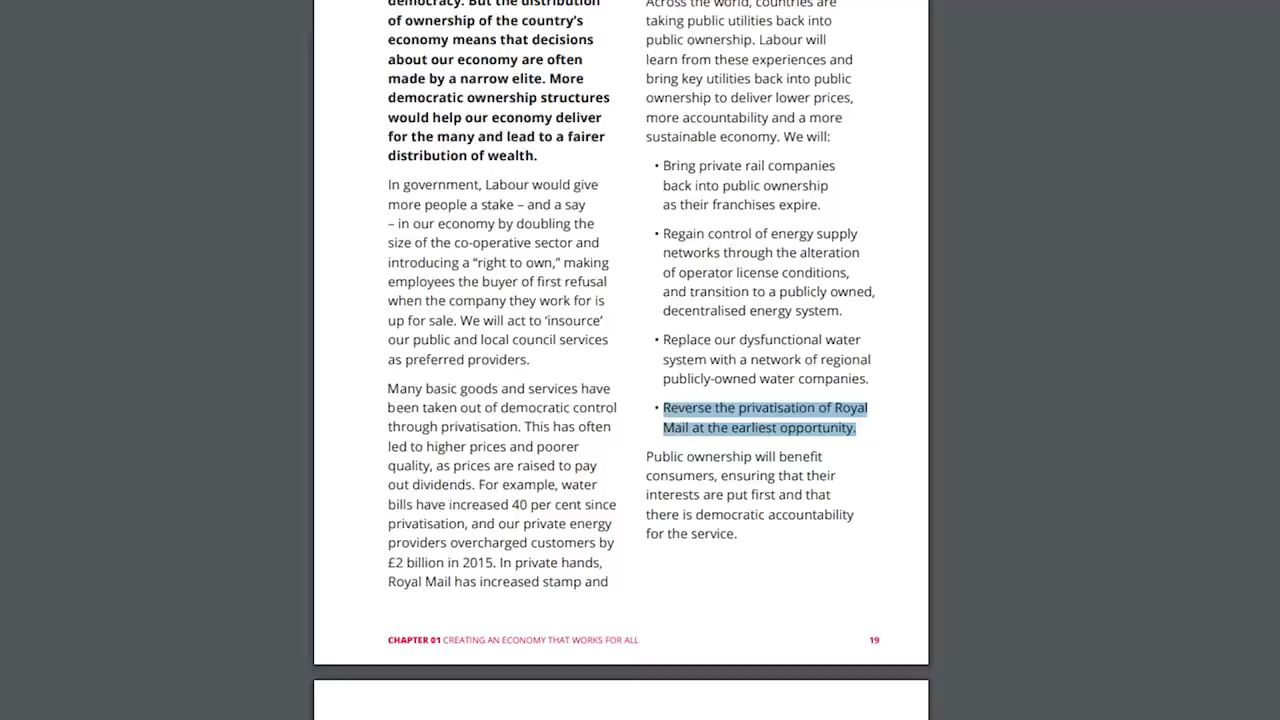 democracy. But the distribution
of ownership of the country's
economy means that decisions
about our economy are often
made by a narrow elite. More
democratic ownership structures
would help our economy deliver
for the many and lead to a fairer
distribution of wealth.
In government, Labour would give
more people a stake – and a say
– in our economy by doubling the
size of the co-operative sector and
introducing a “right to own,” making
employees the buyer of first refusal
when the company they work for is
up for sale. We will act to ‘insource’
our public and local council services
as preferred providers.
Many basic goods and services have
been taken out of democratic control
through privatisation. This has often
led to higher prices and poorer
quality, as prices are raised to pay
out dividends. For example, water
bills have increased 40 per cent since
privatisation, and our private energy
providers overcharged customers by
£2 billion in 2015. In private hands,
Royal Mail has increased stamp and
Across the world, countries are
taking public utilities back into
public ownership. Labour will
learn from these experiences and
bring key utilities back into public
ownership to deliver lower prices,
more accountability and a more
sustainable economy. We will:
• Bring private rail companies
back into public ownership
as their franchises expire.
• Regain control of energy supply
networks through the alteration
of operator license conditions,
and transition to a publicly owned,
decentralised energy system.
• Replace our dysfunctional water
system with a network of regional
publicly-owned water companies.
• Reverse the privatisation of Royal
Mail at the earliest opportunity.
Public ownership will benefit
consumers, ensuring that their
interests are put first and that
there is democratic accountability
for the service.
CHAPTER 01 CREATING AN ECONOMY THAT WORKS FOR ALL
19